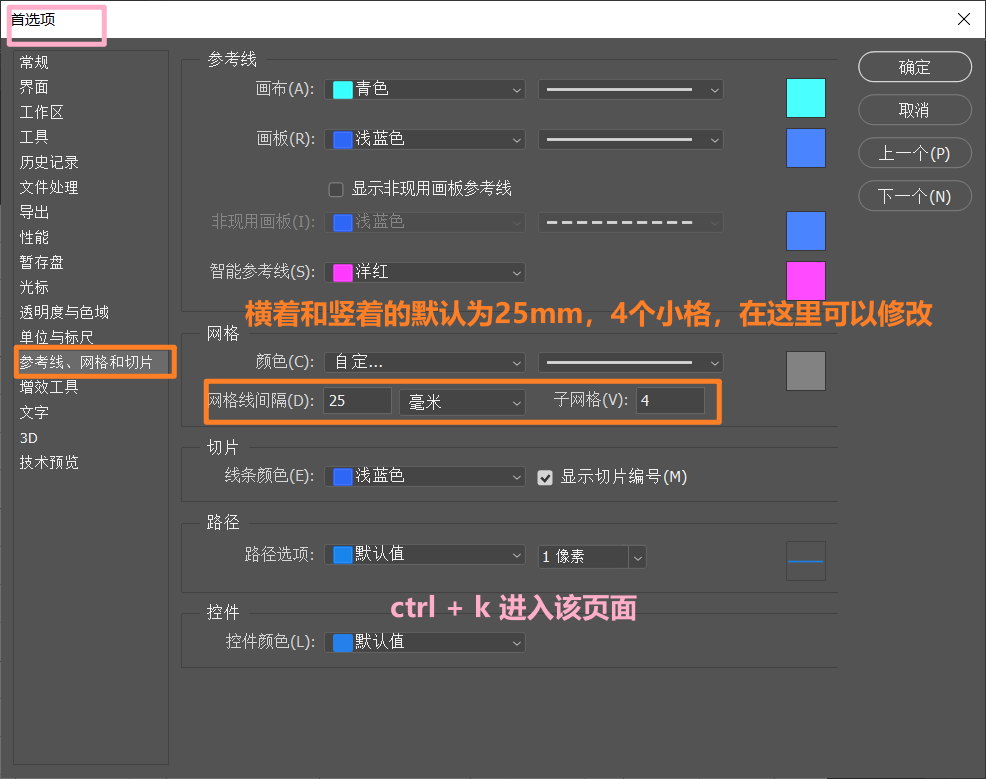 首选项
常规
界面
工作区
工具
历史记录
文件处理
导出
性能
暂存盘
光标
透明度与色域
单位与标尺
参考线、网格和切片
增效工具
文字
3D
技术预览
参考线
画布(A): 青色
画板(R): 浅蓝色
显示非现用画板参考线
非现用画板(I): 浅蓝色
智能参考线(S): 洋红
横着和竖着的默认为25mm，4个小格，在这里可以修改
网格
颜色(C): 自定...
网格线间隔(D): 25 毫米 子网格(V): 4
切片
线条颜色(E): 浅蓝色 显示切片编号(M)
路径
路径选项: 默认值 1 像素
ctrl + k 进入该页面
控件
控件颜色(L): 默认值
确定
取消
上一个(P)
下一个(N)